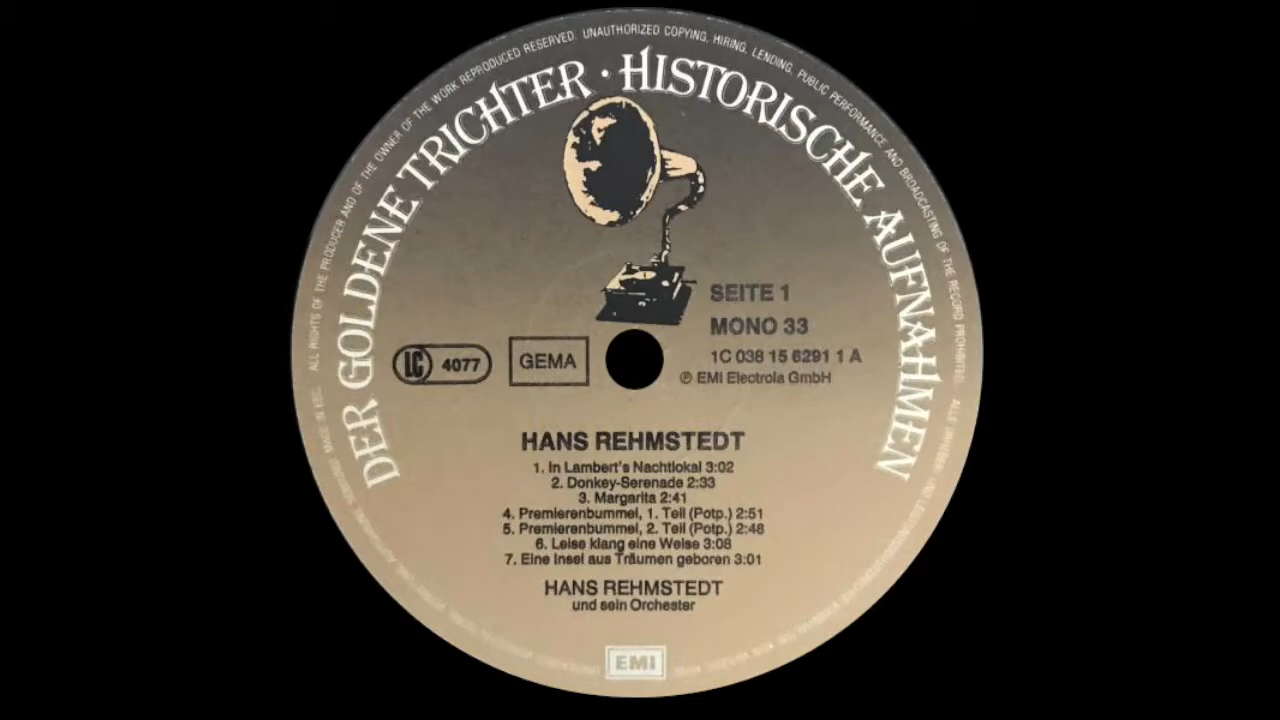 ALL RIGHTS OF THE PRODUCER AND OF THE OWNER OF THE WORK REPRODUCED RESERVED. UNAUTHORIZED COPYING, HIRING, LENDING, PUBLIC PERFORMANCE AND BROADCASTING OF THE RECORD PROHIBITED.
DER GOLDENE TRICHTER · HISTORISCHE AUFNAHMEN
SEITE 1
MONO 33
LC 4077
GEMA
1C 038 15 6291 1 A
℗ EMI Electrola GmbH
HANS REHMSTEDT
1. In Lambert's Nachtlokal 3:02
2. Donkey-Serenade 2:33
3. Margarita 2:41
4. Premierenbummel, 1. Teil (Potp.) 2:51
5. Premierenbummel, 2. Teil (Potp.) 2:48
6. Leise klang eine Weise 3:08
7. Eine Insel aus Träumen geboren 3:01
HANS REHMSTEDT
und sein Orchester
EMI